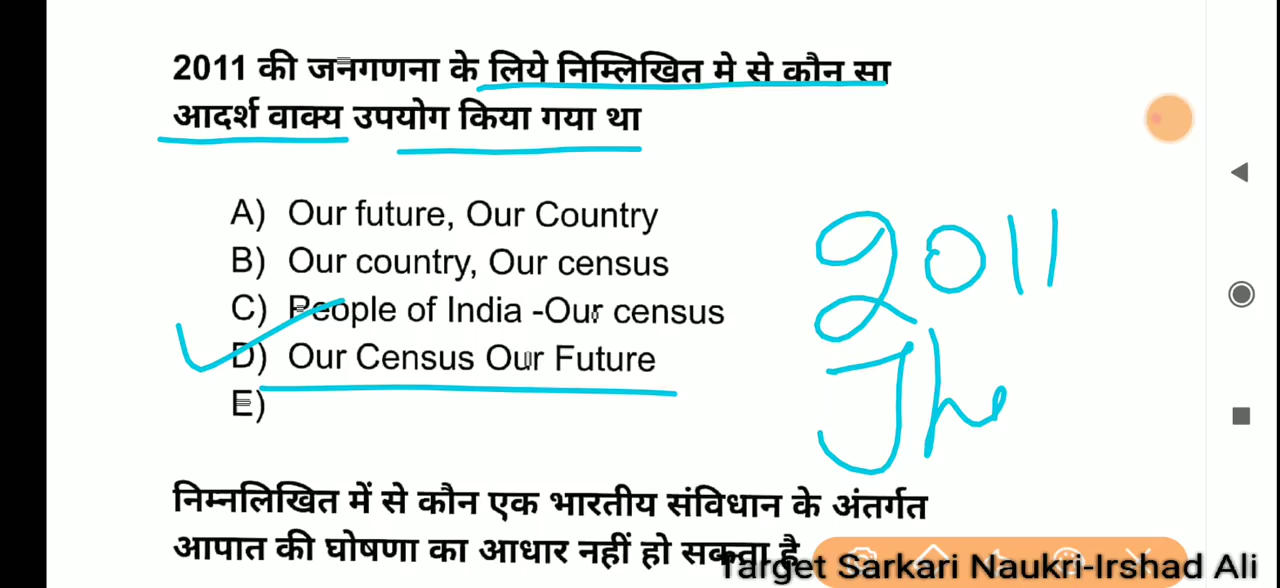 2011 की जनगणना के लिये निम्लिखित मे से कौन सा
आदर्श वाक्य उपयोग किया गया था
A) Our future, Our Country
B) Our country, Our census
C) People of India -Our census
D) Our Census Our Future
E)
2011
The
निम्नलिखित में से कौन एक भारतीय संविधान के अंतर्गत
आपात की घोषणा का आधार नहीं हो सकता है
Target Sarkari Naukri-Irshad Ali